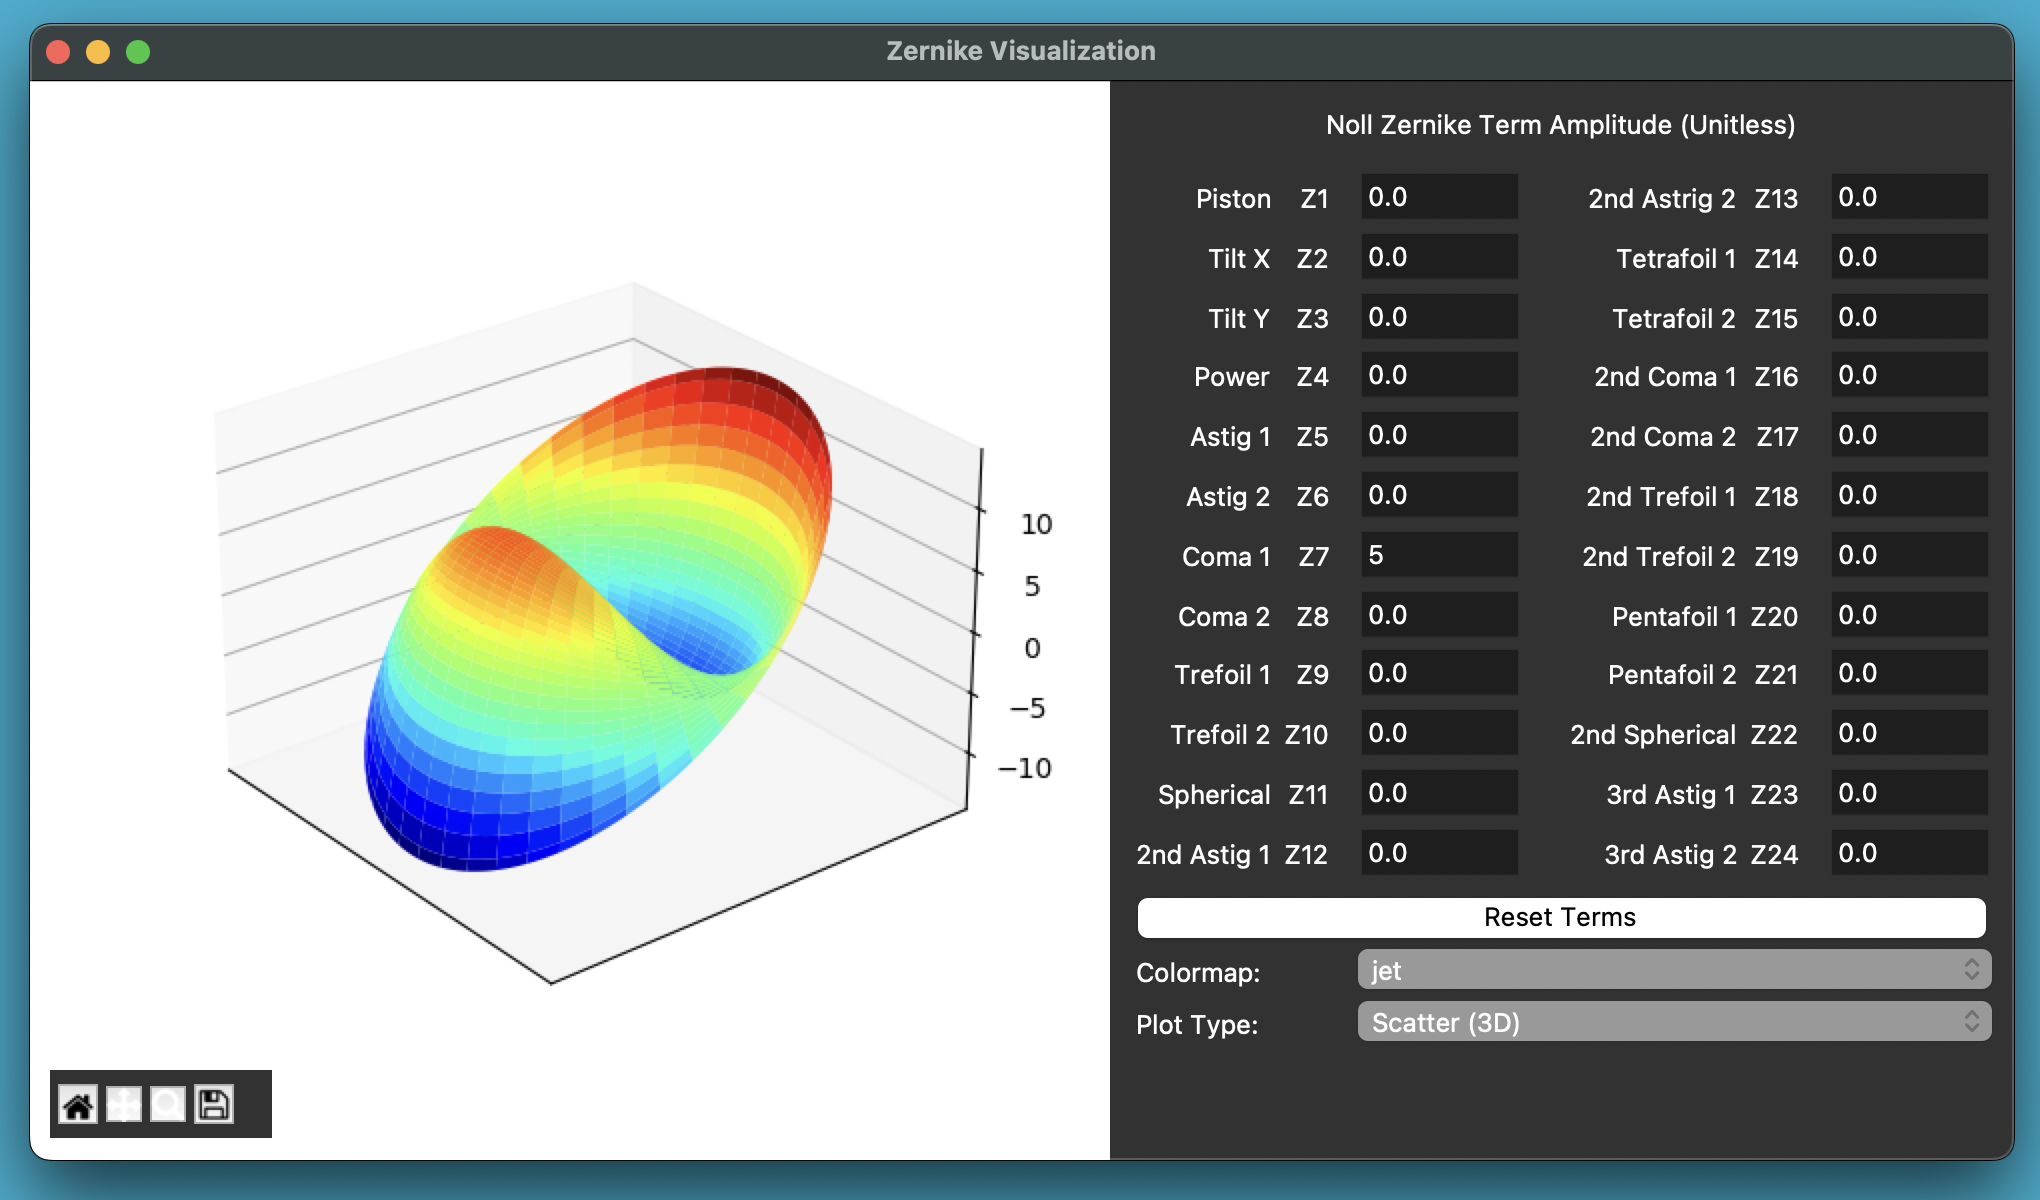 Zernike Visualization
10
5
0
−5
−10
Noll Zernike Term Amplitude (Unitless)
Piston Z1 0.0 2nd Astrig 2 Z13 0.0
Tilt X Z2 0.0 Tetrafoil 1 Z14 0.0
Tilt Y Z3 0.0 Tetrafoil 2 Z15 0.0
Power Z4 0.0 2nd Coma 1 Z16 0.0
Astig 1 Z5 0.0 2nd Coma 2 Z17 0.0
Astig 2 Z6 0.0 2nd Trefoil 1 Z18 0.0
Coma 1 Z7 5 2nd Trefoil 2 Z19 0.0
Coma 2 Z8 0.0 Pentafoil 1 Z20 0.0
Trefoil 1 Z9 0.0 Pentafoil 2 Z21 0.0
Trefoil 2 Z10 0.0 2nd Spherical Z22 0.0
Spherical Z11 0.0 3rd Astig 1 Z23 0.0
2nd Astig 1 Z12 0.0 3rd Astig 2 Z24 0.0
Reset Terms
Colormap: jet
Plot Type: Scatter (3D)